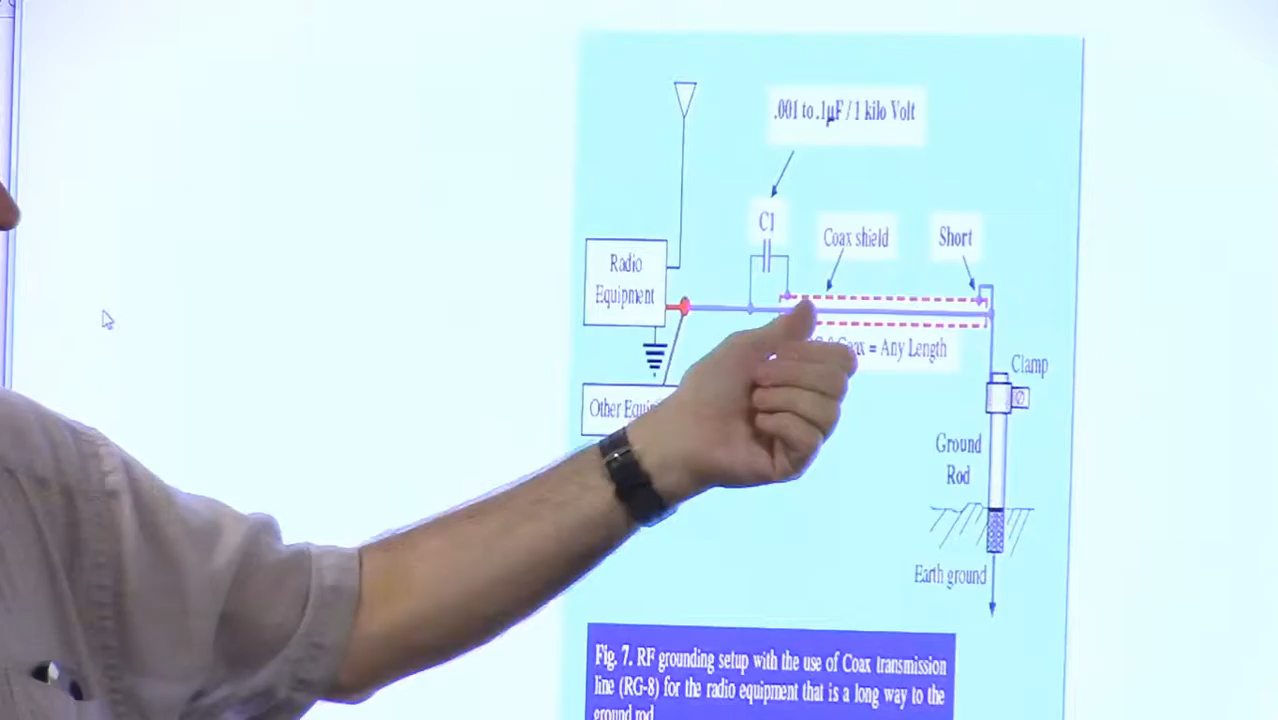 .001 to .1µF / 1 kilo Volt
C1
Coax shield
Short
Radio
Equipment
Coax = Any Length
Clamp
Other
Ground
Rod
Earth ground
Fig. 7. RF grounding setup with the use of Coax transmission
line (RG-8) for the radio equipment that is a long way to the
ground rod